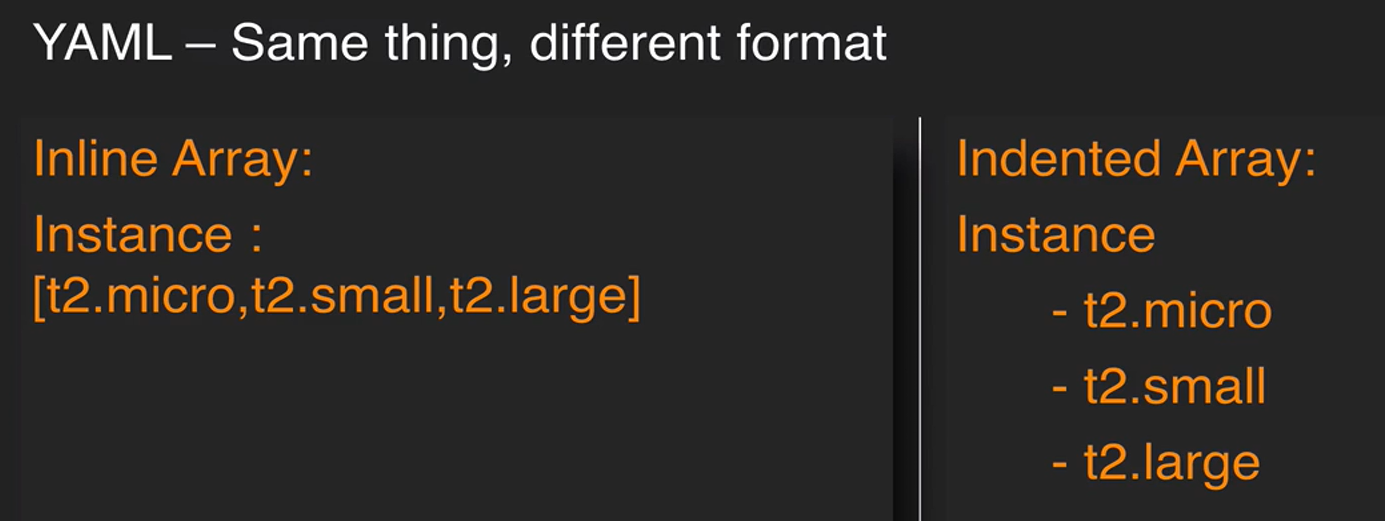 YAML – Same thing, different format
Inline Array:
Instance :
[t2.micro,t2.small,t2.large]
Indented Array:
Instance
- t2.micro
- t2.small
- t2.large